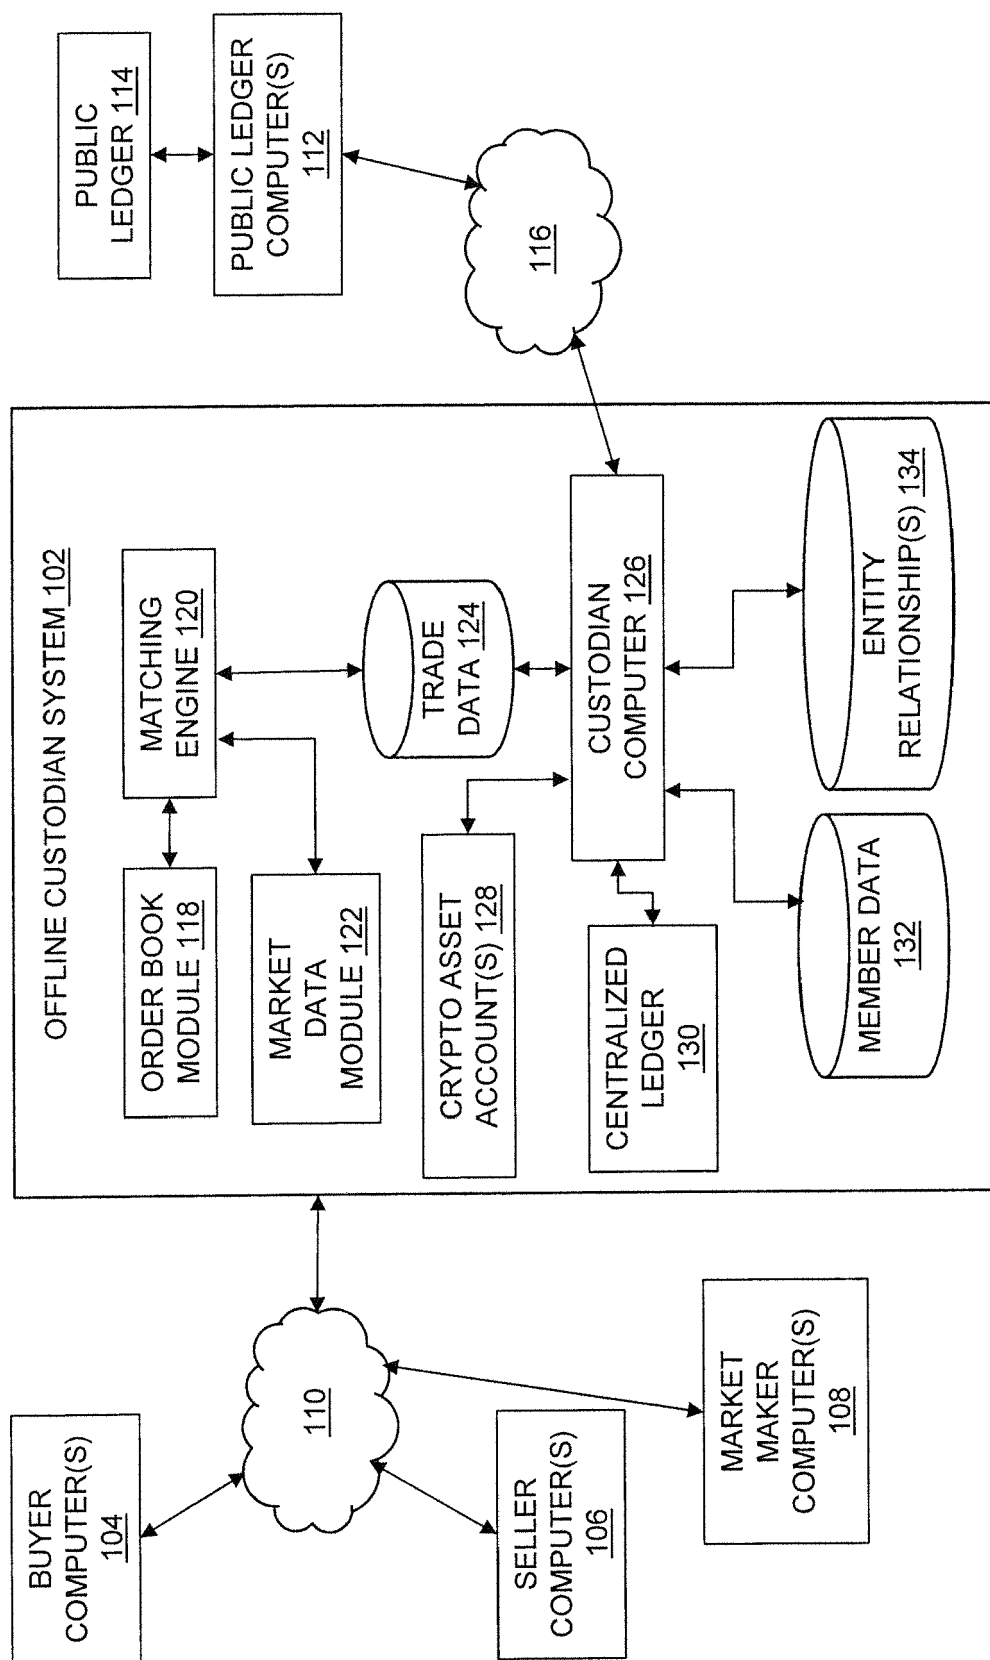 BUYER
COMPUTER(S)
104
SELLER
COMPUTER(S)
106
MARKET
MAKER
COMPUTER(S)
108
110
OFFLINE CUSTODIAN SYSTEM 102
ORDER BOOK
MODULE 118
MATCHING
ENGINE 120
MARKET
DATA
MODULE 122
TRADE
DATA 124
CRYPTO ASSET
ACCOUNT(S) 128
CUSTODIAN
COMPUTER 126
CENTRALIZED
LEDGER
130
MEMBER DATA
132
ENTITY
RELATIONSHIP(S) 134
116
PUBLIC
LEDGER 114
PUBLIC LEDGER
COMPUTER(S)
112